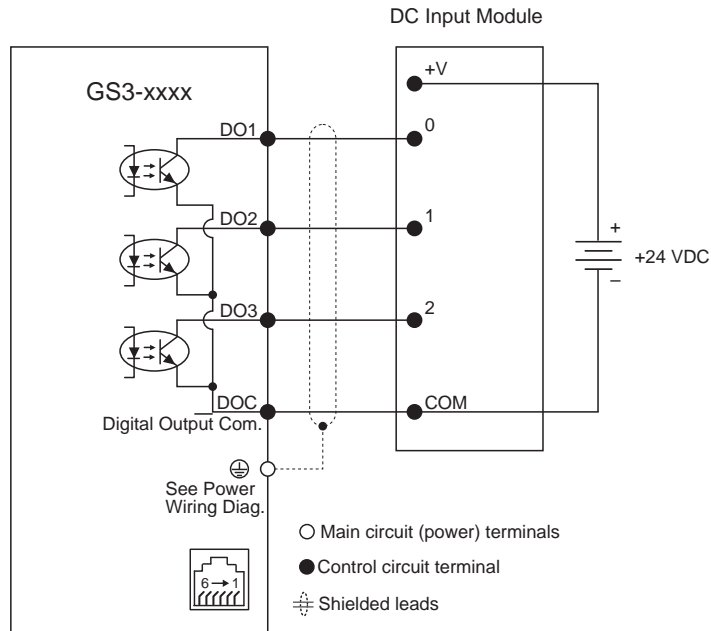 DC Input Module
GS3-xxxx
+V
DO1
0
DO2
1
+
+24 VDC
–
DO3
2
DOC
COM
Digital Output Com.
See Power
Wiring Diag.
Main circuit (power) terminals
Control circuit terminal
6→1
Shielded leads